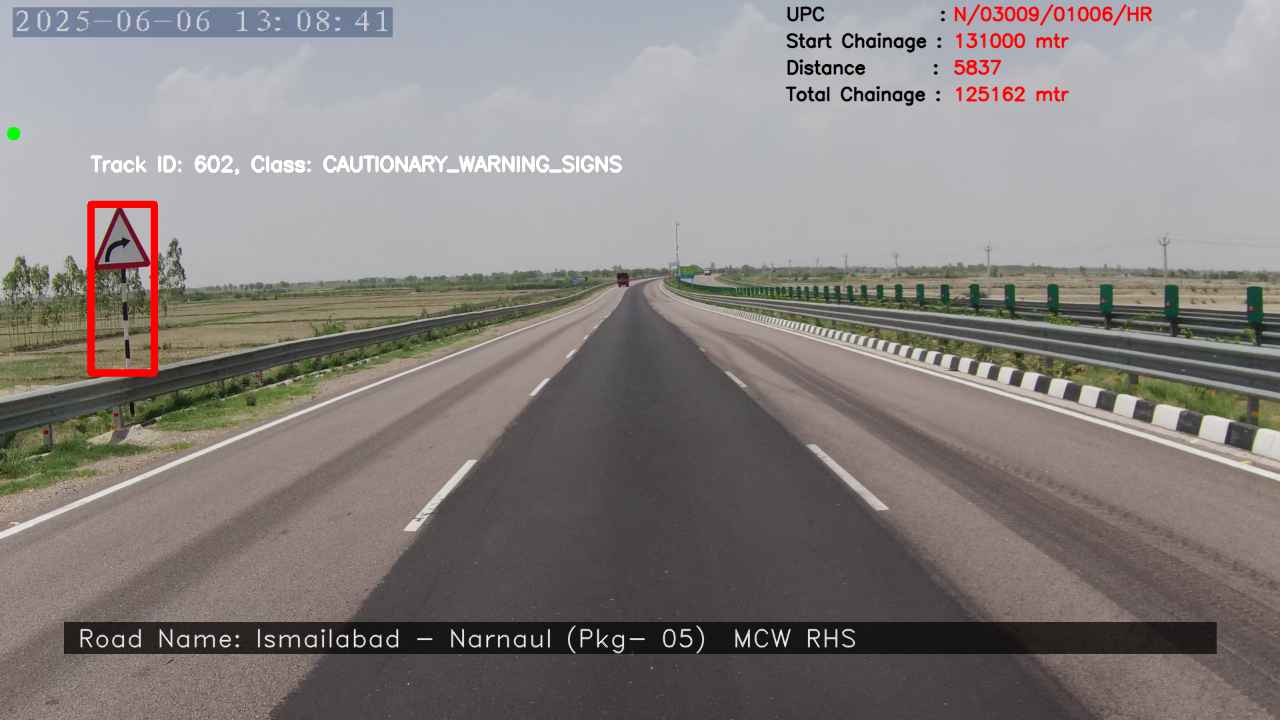 2025-06-06 13:08:41
UPC : N/03009/01006/HR
Start Chainage : 131000 mtr
Distance : 5837
Total Chainage : 125162 mtr
Track ID: 602, Class: CAUTIONARY_WARNING_SIGNS
Road Name: Ismailabad - Narnaul (Pkg- 05) MCW RHS